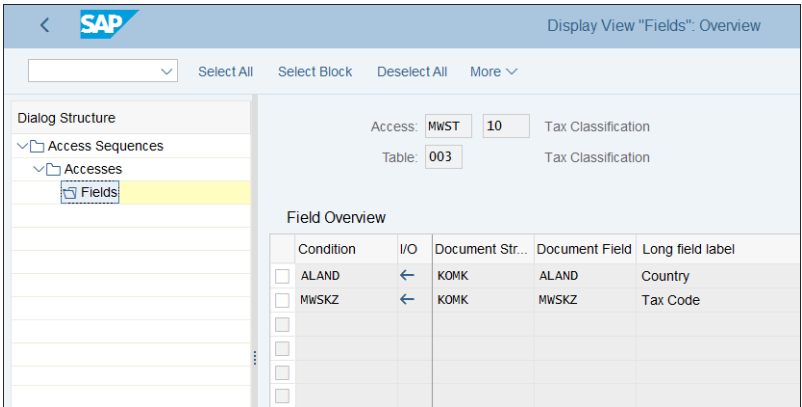 SAP Display View "Fields": Overview
Select All Select Block Deselect All More
Dialog Structure
Access Sequences
Accesses
Fields
Access: MWST 10 Tax Classification
Table: 003 Tax Classification
Field Overview
Condition I/O Document Str... Document Field Long field label
ALAND KOMK ALAND Country
MWSKZ KOMK MWSKZ Tax Code